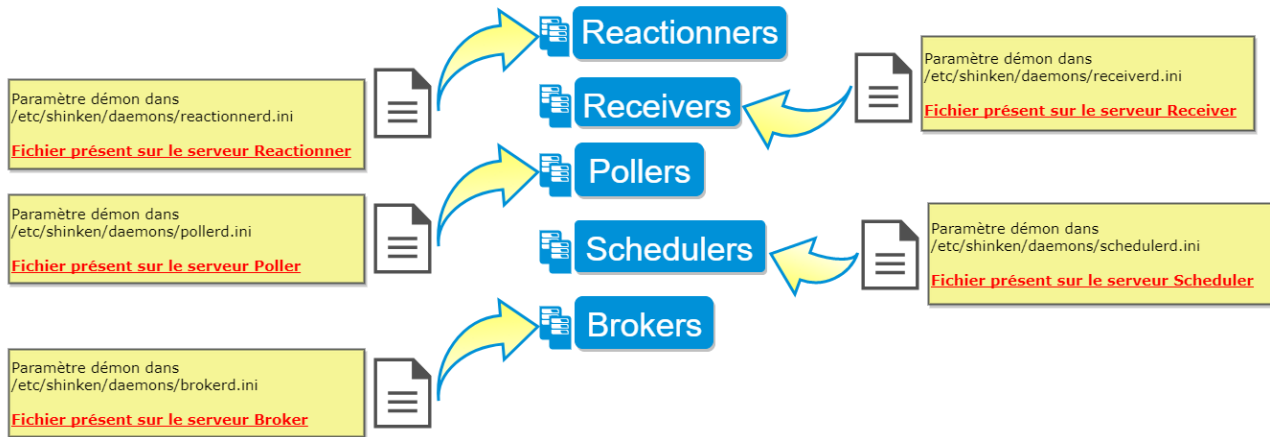 Reactionners
Paramètre démon dans
/etc/shinken/daemons/reactionnerd.ini
Fichier présent sur le serveur Reactionner
Receivers
Paramètre démon dans
/etc/shinken/daemons/receiverd.ini
Fichier présent sur le serveur Receiver
Pollers
Paramètre démon dans
/etc/shinken/daemons/pollerd.ini
Fichier présent sur le serveur Poller
Schedulers
Paramètre démon dans
/etc/shinken/daemons/schedulerd.ini
Fichier présent sur le serveur Scheduler
Brokers
Paramètre démon dans
/etc/shinken/daemons/brokerd.ini
Fichier présent sur le serveur Broker